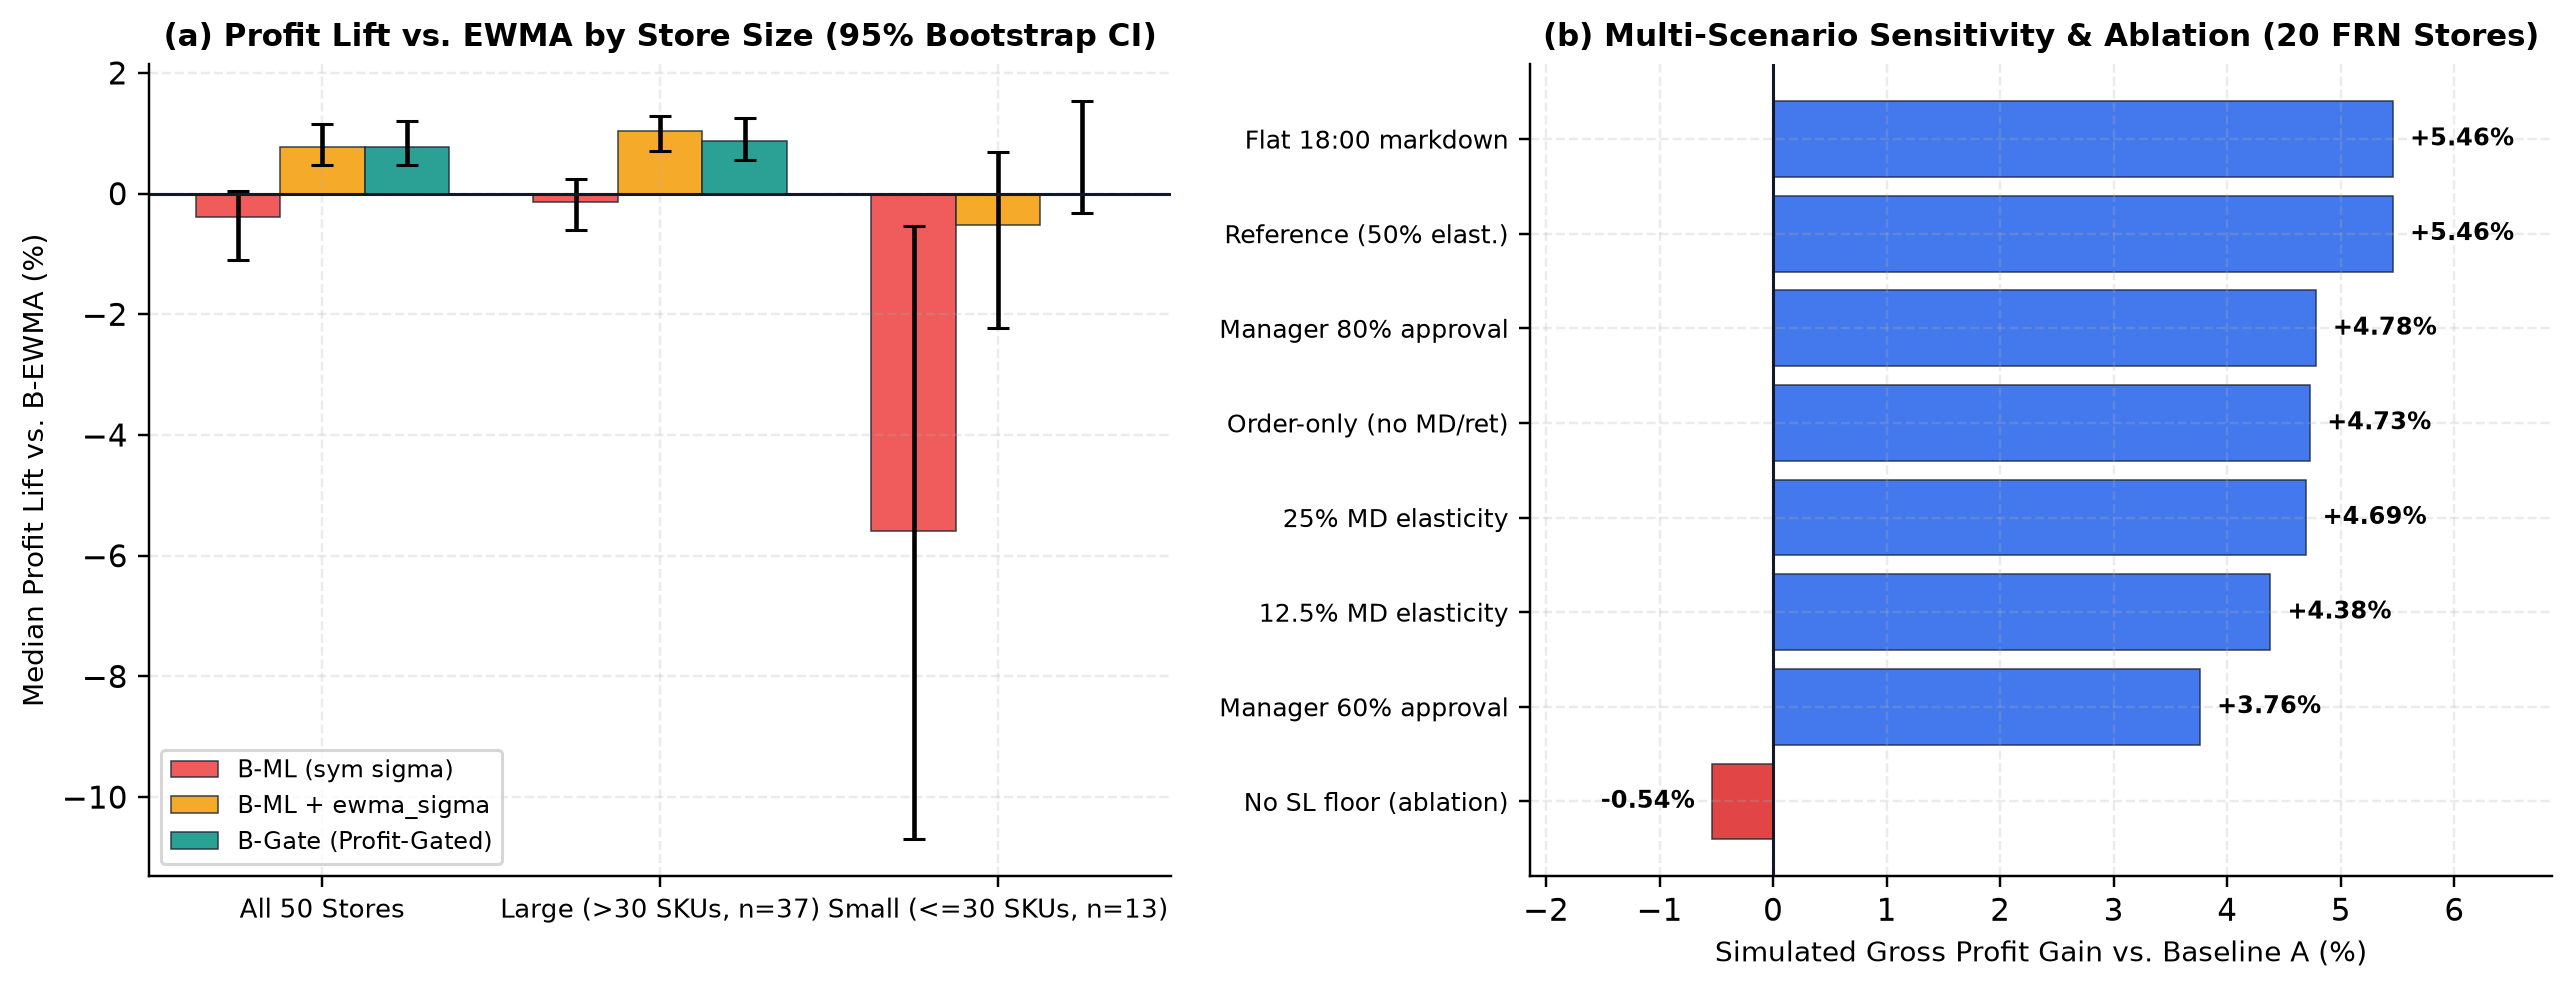 (a) Profit Lift vs. EWMA by Store Size (95% Bootstrap CI)
Median Profit Lift vs. B-EWMA (%)
2
0
−2
−4
−6
−8
−10
B-ML (sym sigma)
B-ML + ewma_sigma
B-Gate (Profit-Gated)
All 50 Stores
Large (>30 SKUs, n=37)
Small (<=30 SKUs, n=13)
(b) Multi-Scenario Sensitivity & Ablation (20 FRN Stores)
Flat 18:00 markdown
+5.46%
Reference (50% elast.)
+5.46%
Manager 80% approval
+4.78%
Order-only (no MD/ret)
+4.73%
25% MD elasticity
+4.69%
12.5% MD elasticity
+4.38%
Manager 60% approval
+3.76%
No SL floor (ablation)
-0.54%
−2
−1
0
1
2
3
4
5
6
Simulated Gross Profit Gain vs. Baseline A (%)